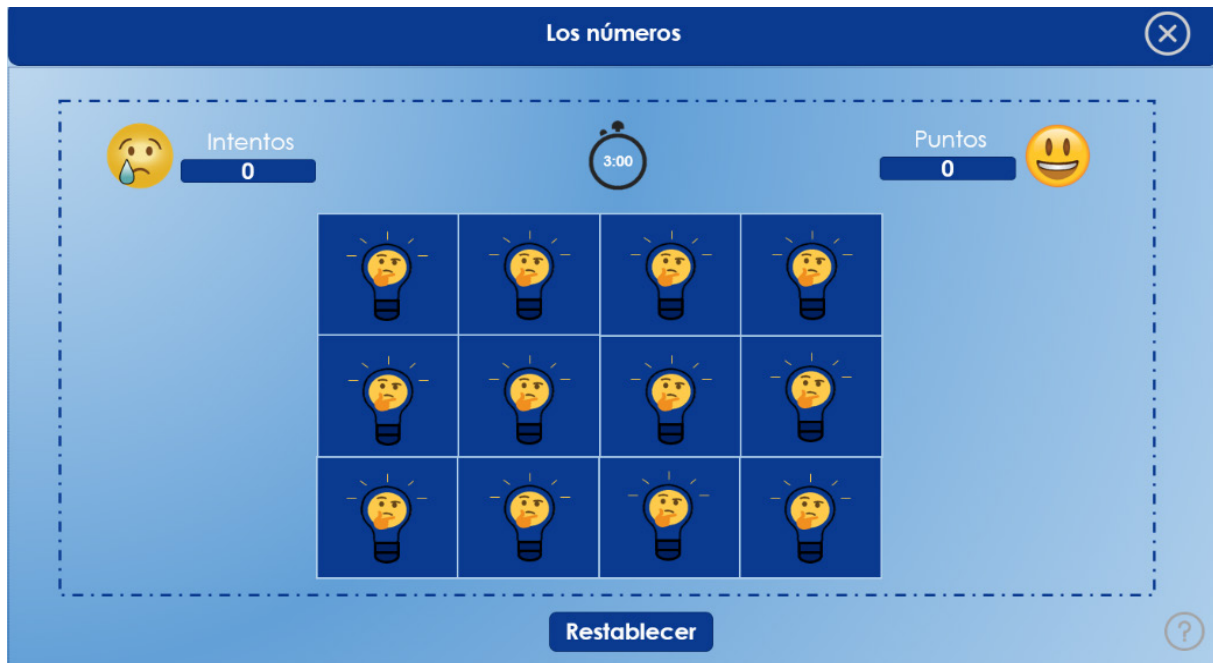 Los números
Intentos
0
3:00
Puntos
0
Restablecer
?